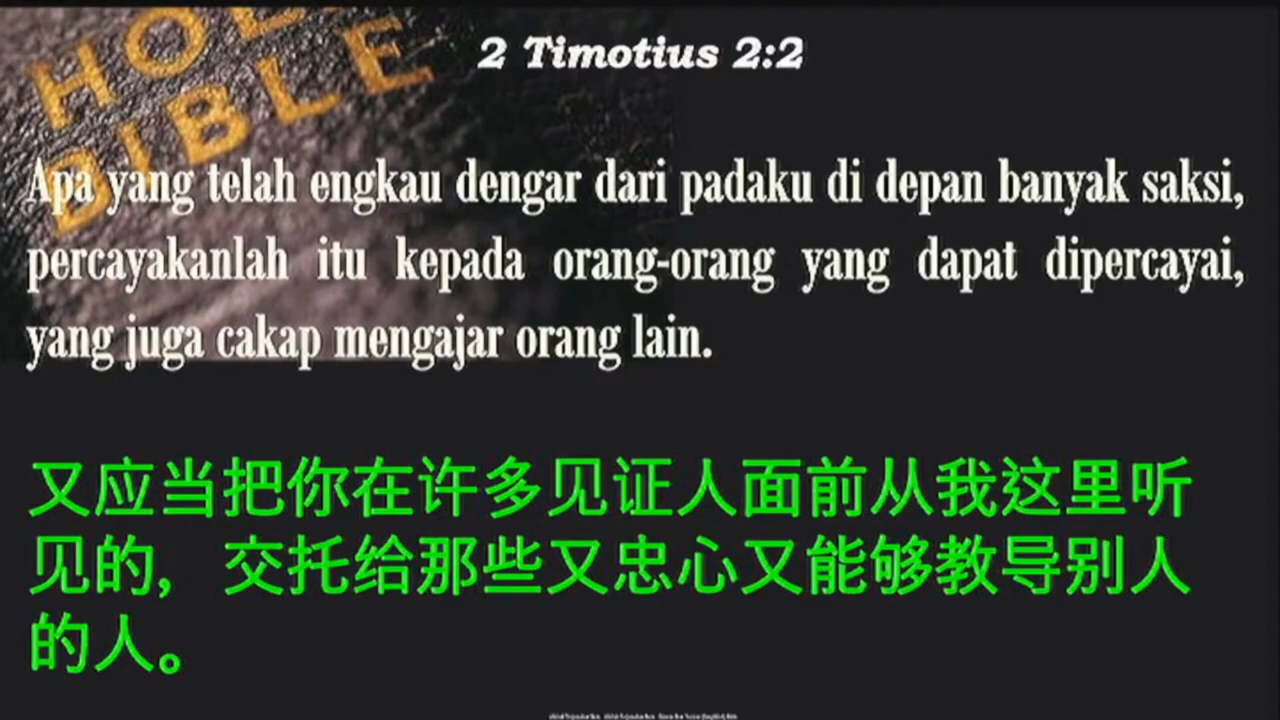 HOLY
BIBLE
2 Timotius 2:2
Apa yang telah engkau dengar dari padaku di depan banyak saksi,
percayakanlah itu kepada orang-orang yang dapat dipercayai,
yang juga cakap mengajar orang lain.
又应当把你在许多见证人面前从我这里听
见的, 交托给那些又忠心又能够教导别人
的人。